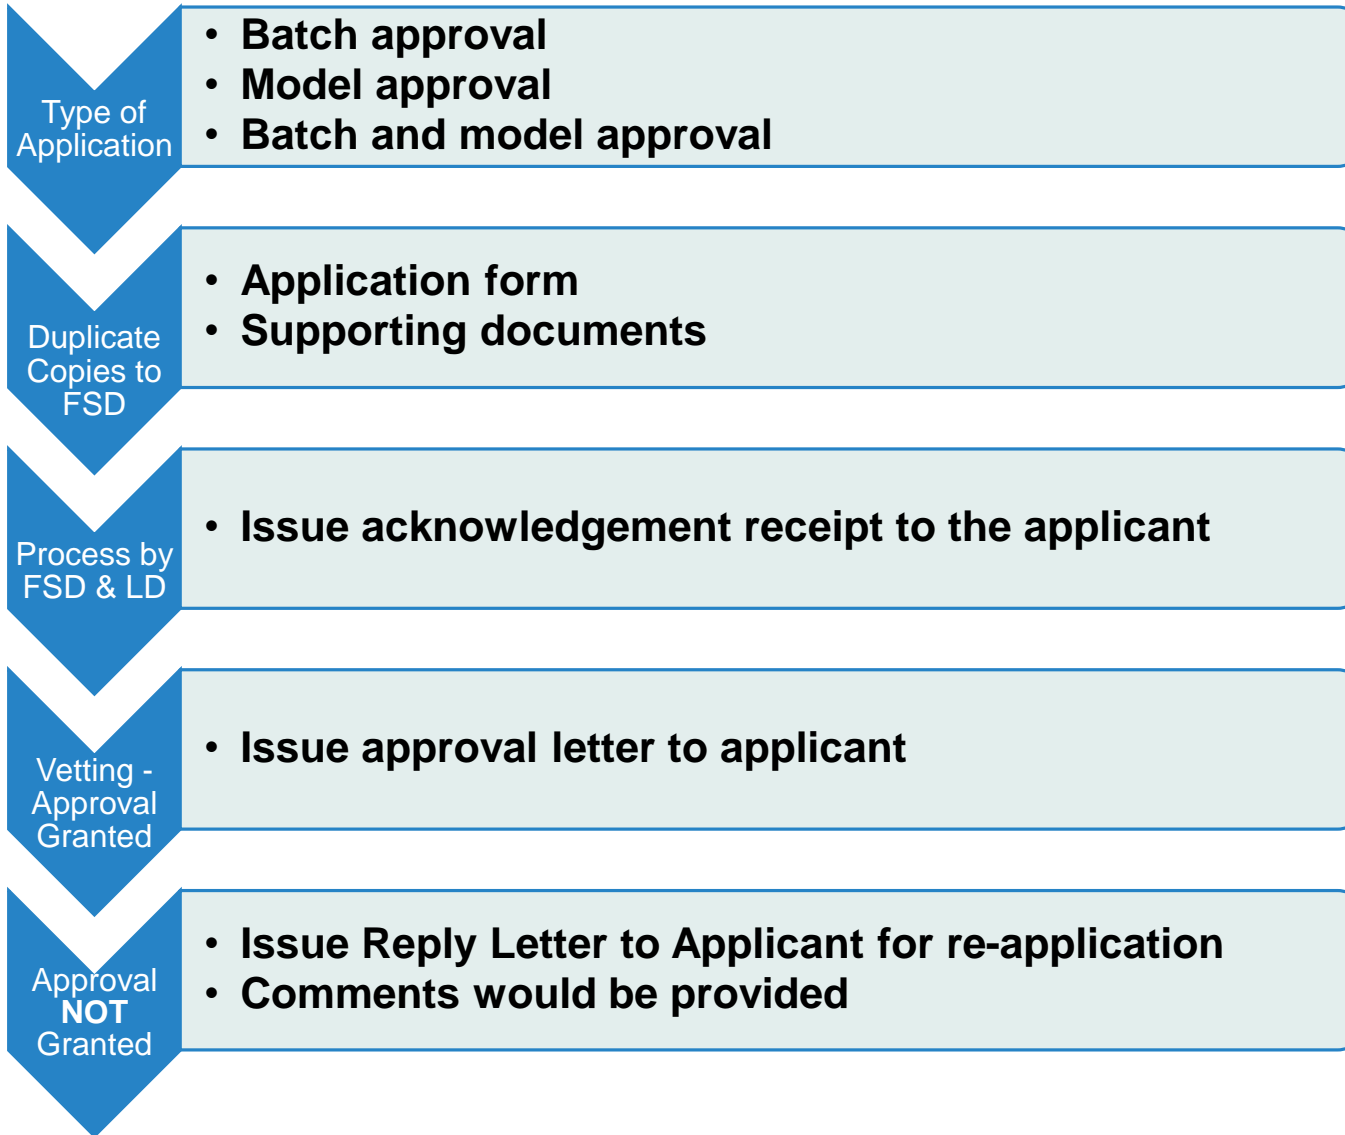 Type of
Application
• Batch approval
• Model approval
• Batch and model approval
Duplicate
Copies to
FSD
• Application form
• Supporting documents
Process by
FSD & LD
• Issue acknowledgement receipt to the applicant
Vetting -
Approval
Granted
• Issue approval letter to applicant
Approval
NOT
Granted
• Issue Reply Letter to Applicant for re-application
• Comments would be provided